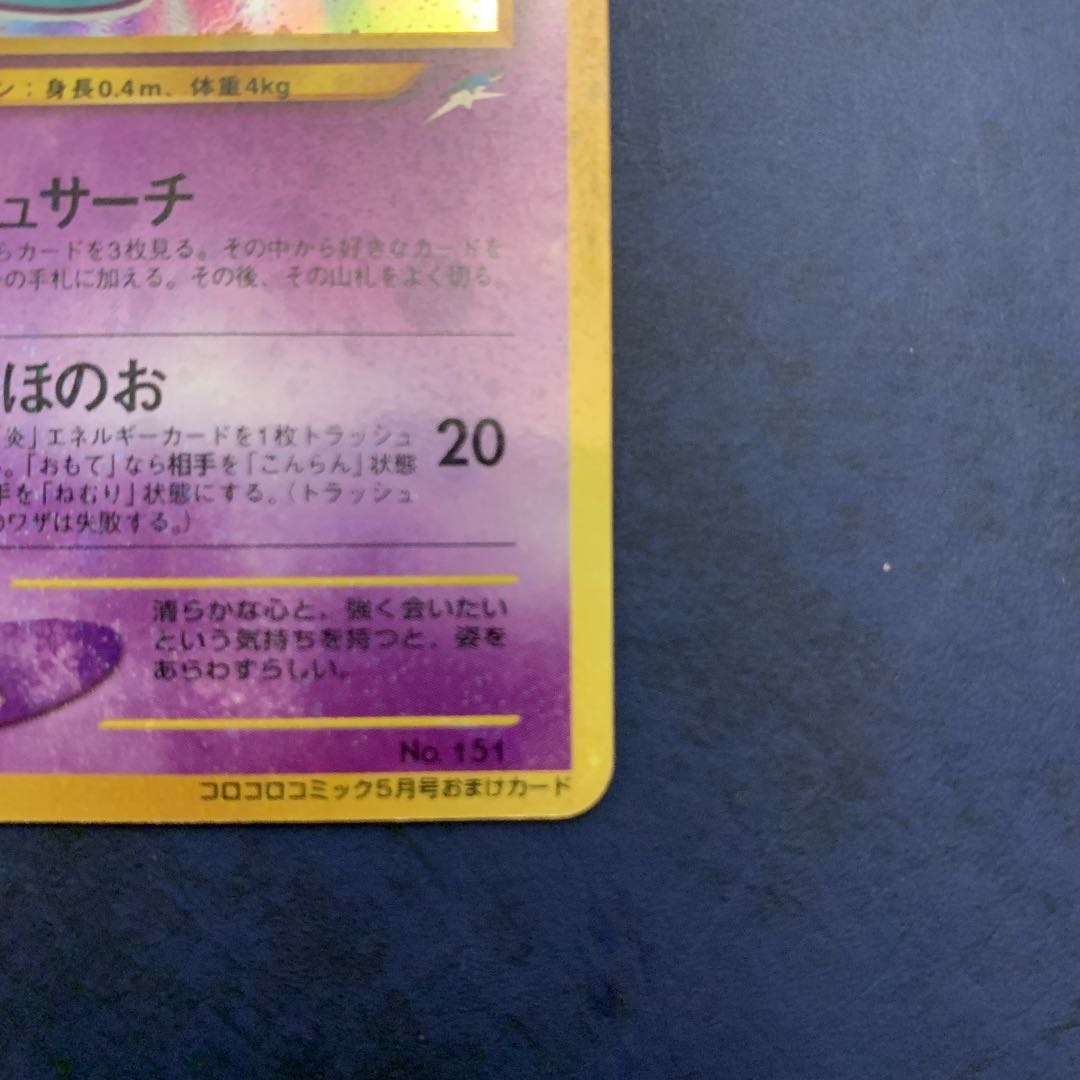 ン：身長0.4m、体重4kg
ュサーチ
らカードを3枚見る。その中から好きなカードを
の手札に加える。その後、その山札をよく切る。
ほのお
「炎」エネルギーカードを1枚トラッシュ
。「おもて」なら相手を「こんらん」状態
20
手を「ねむり」状態にする。（トラッシュ
のワザは失敗する。）
清らかな心と、強く会いたい
という気持ちを持つと、姿を
あらわすらしい。
No. 151
コロコロコミック5月号おまけカード